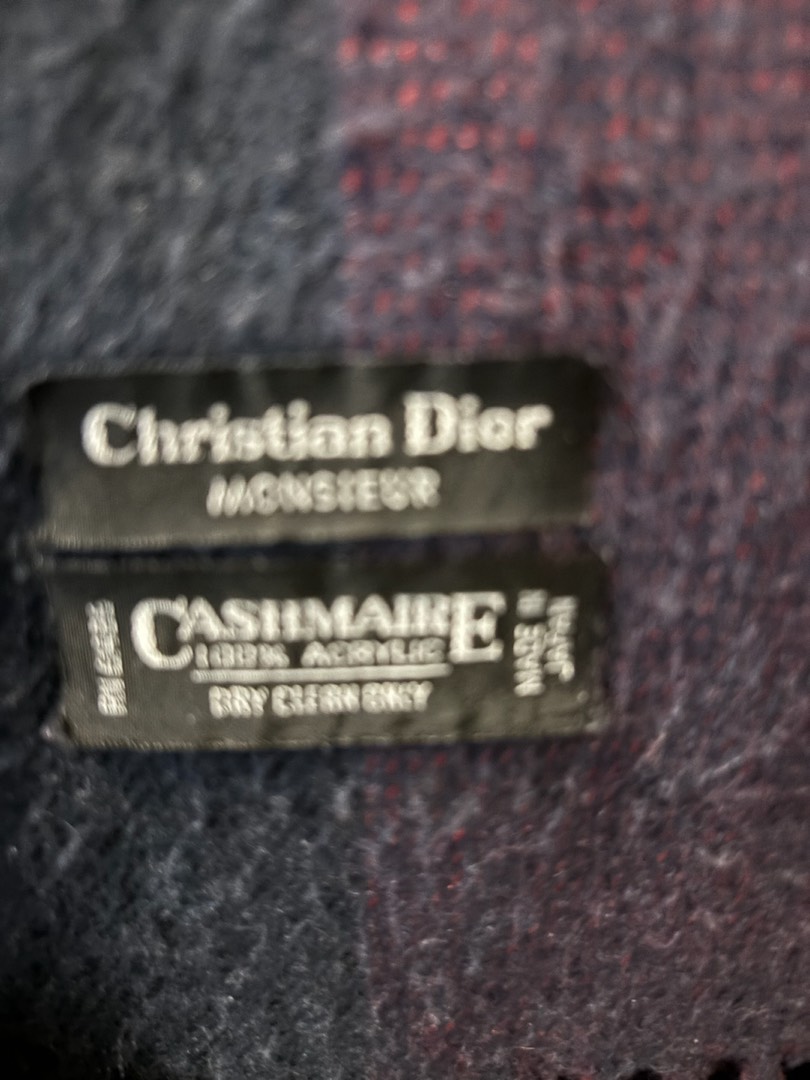 Christian Dior
MONSIEUR
CASHMAIRE
100% ACRYLIC
DRY CLEAN ONLY
MADE IN
JAPAN